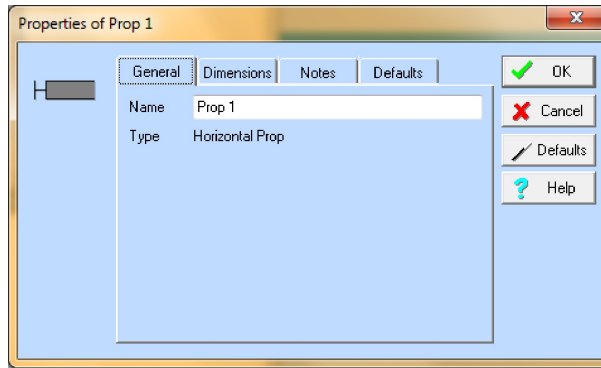 Properties of Prop 1
General Dimensions Notes Defaults
Name Prop 1
Type Horizontal Prop
OK
Cancel
Defaults
Help